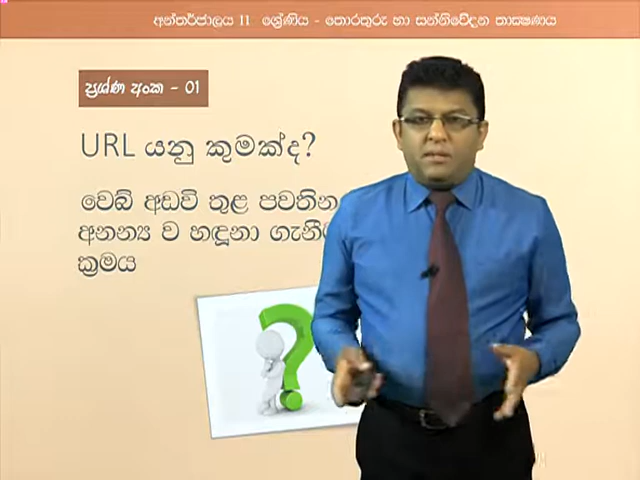 අන්තර්ජාලය 11 ශ්‍රේණිය - තොරතුරු හා සන්නිවේදන තාක්ෂණය
ප්‍රශ්ණ අංක - 01
URL යනු කුමක්ද?
වෙබ් අඩවි තුළ පවතින
අනන්‍ය ව හඳුනා ගැනී
ක්‍රමය